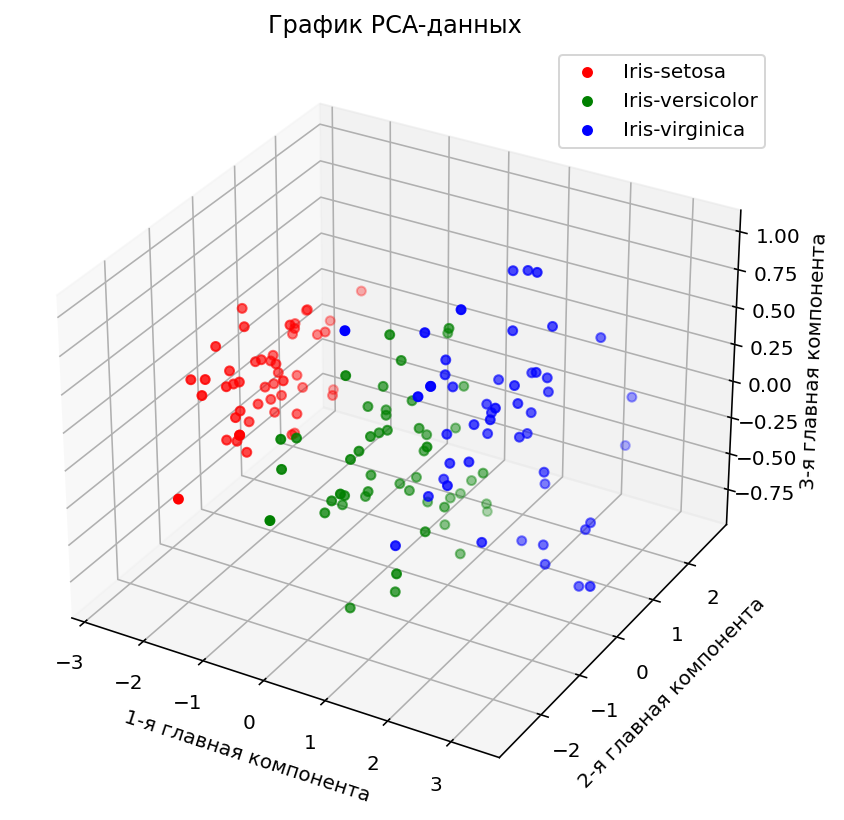 График PCA-данных
Iris-setosa
Iris-versicolor
Iris-virginica
1.00
0.75
0.50
0.25
0.00
−0.25
−0.50
−0.75
3-я главная компонента
−3
−2
−1
0
1
2
3
1-я главная компонента
2
1
0
−1
−2
2-я главная компонента